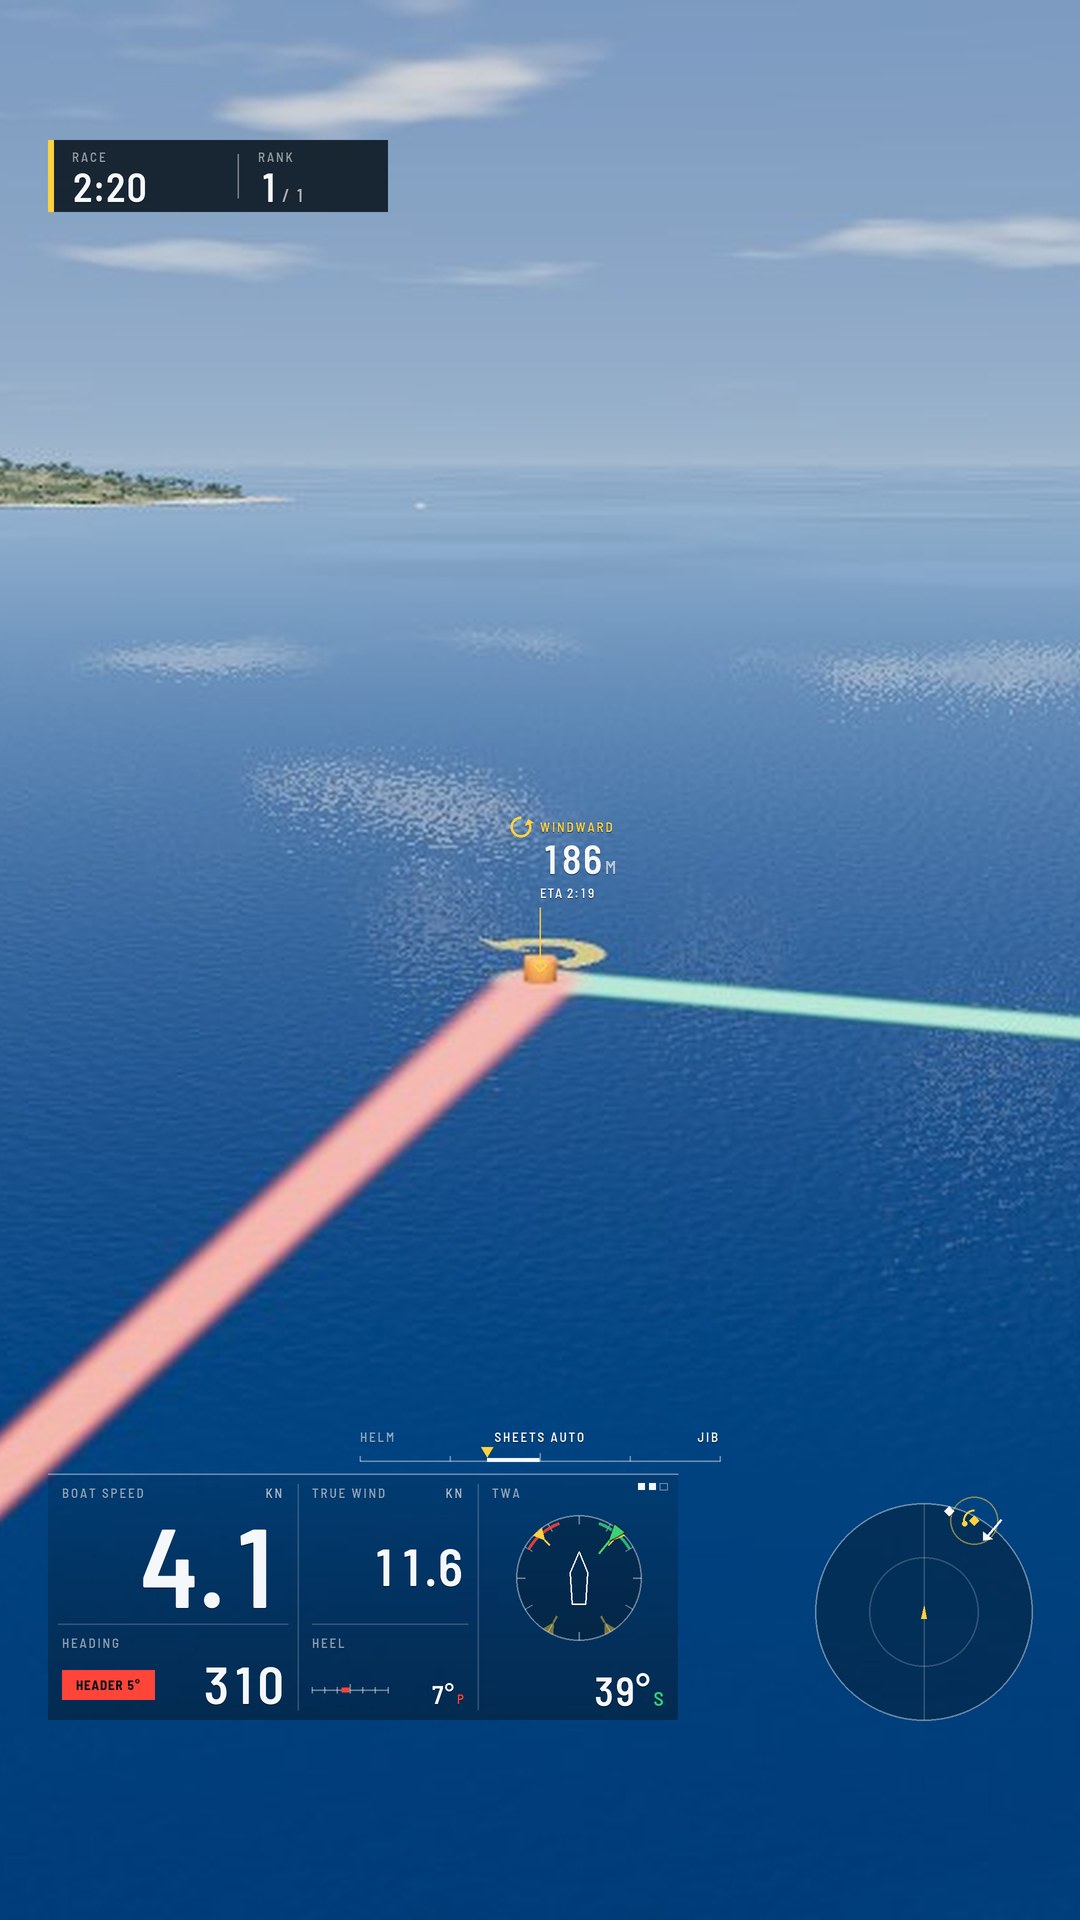 RACE RANK
2:20 1 / 1
WINDWARD
186 M
ETA 2:19
HELM SHEETS AUTO JIB
BOAT SPEED KN TRUE WIND KN TWA
4.1 11.6
HEADING HEEL
HEADER 5° 310 7° P 39° S